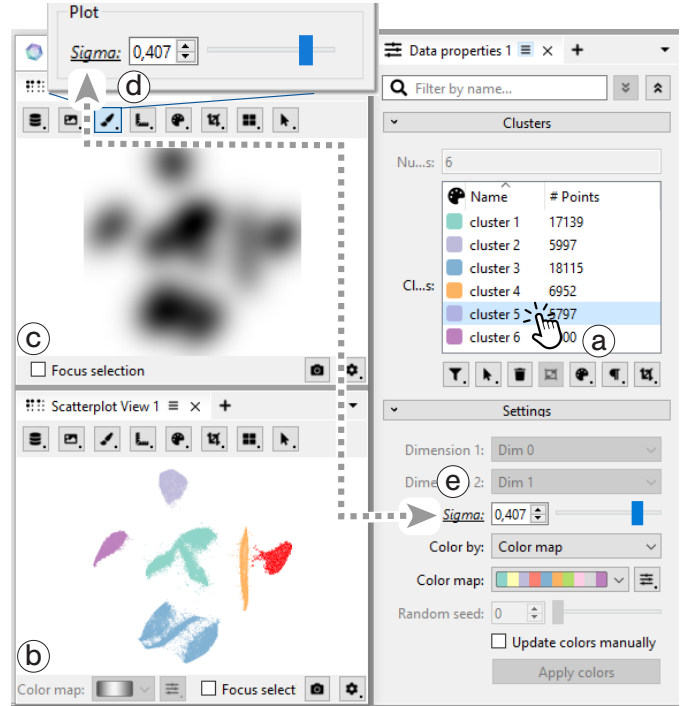 Plot
Sigma: 0,407
d
Data properties 1
Filter by name...
Clusters
Nu...s: 6
Name # Points
cluster 1 17139
cluster 2 5997
cluster 3 18115
Cl...s:
cluster 4 6952
cluster 5 5797
cluster 6
a
c
Focus selection
Scatterplot View 1
Settings
Dimension 1: Dim 0
2: Dim 1
e
Sigma: 0,407
Color by: Color map
Color map:
Random seed: 0
Update colors manually
Apply colors
b
Color map:
Focus select